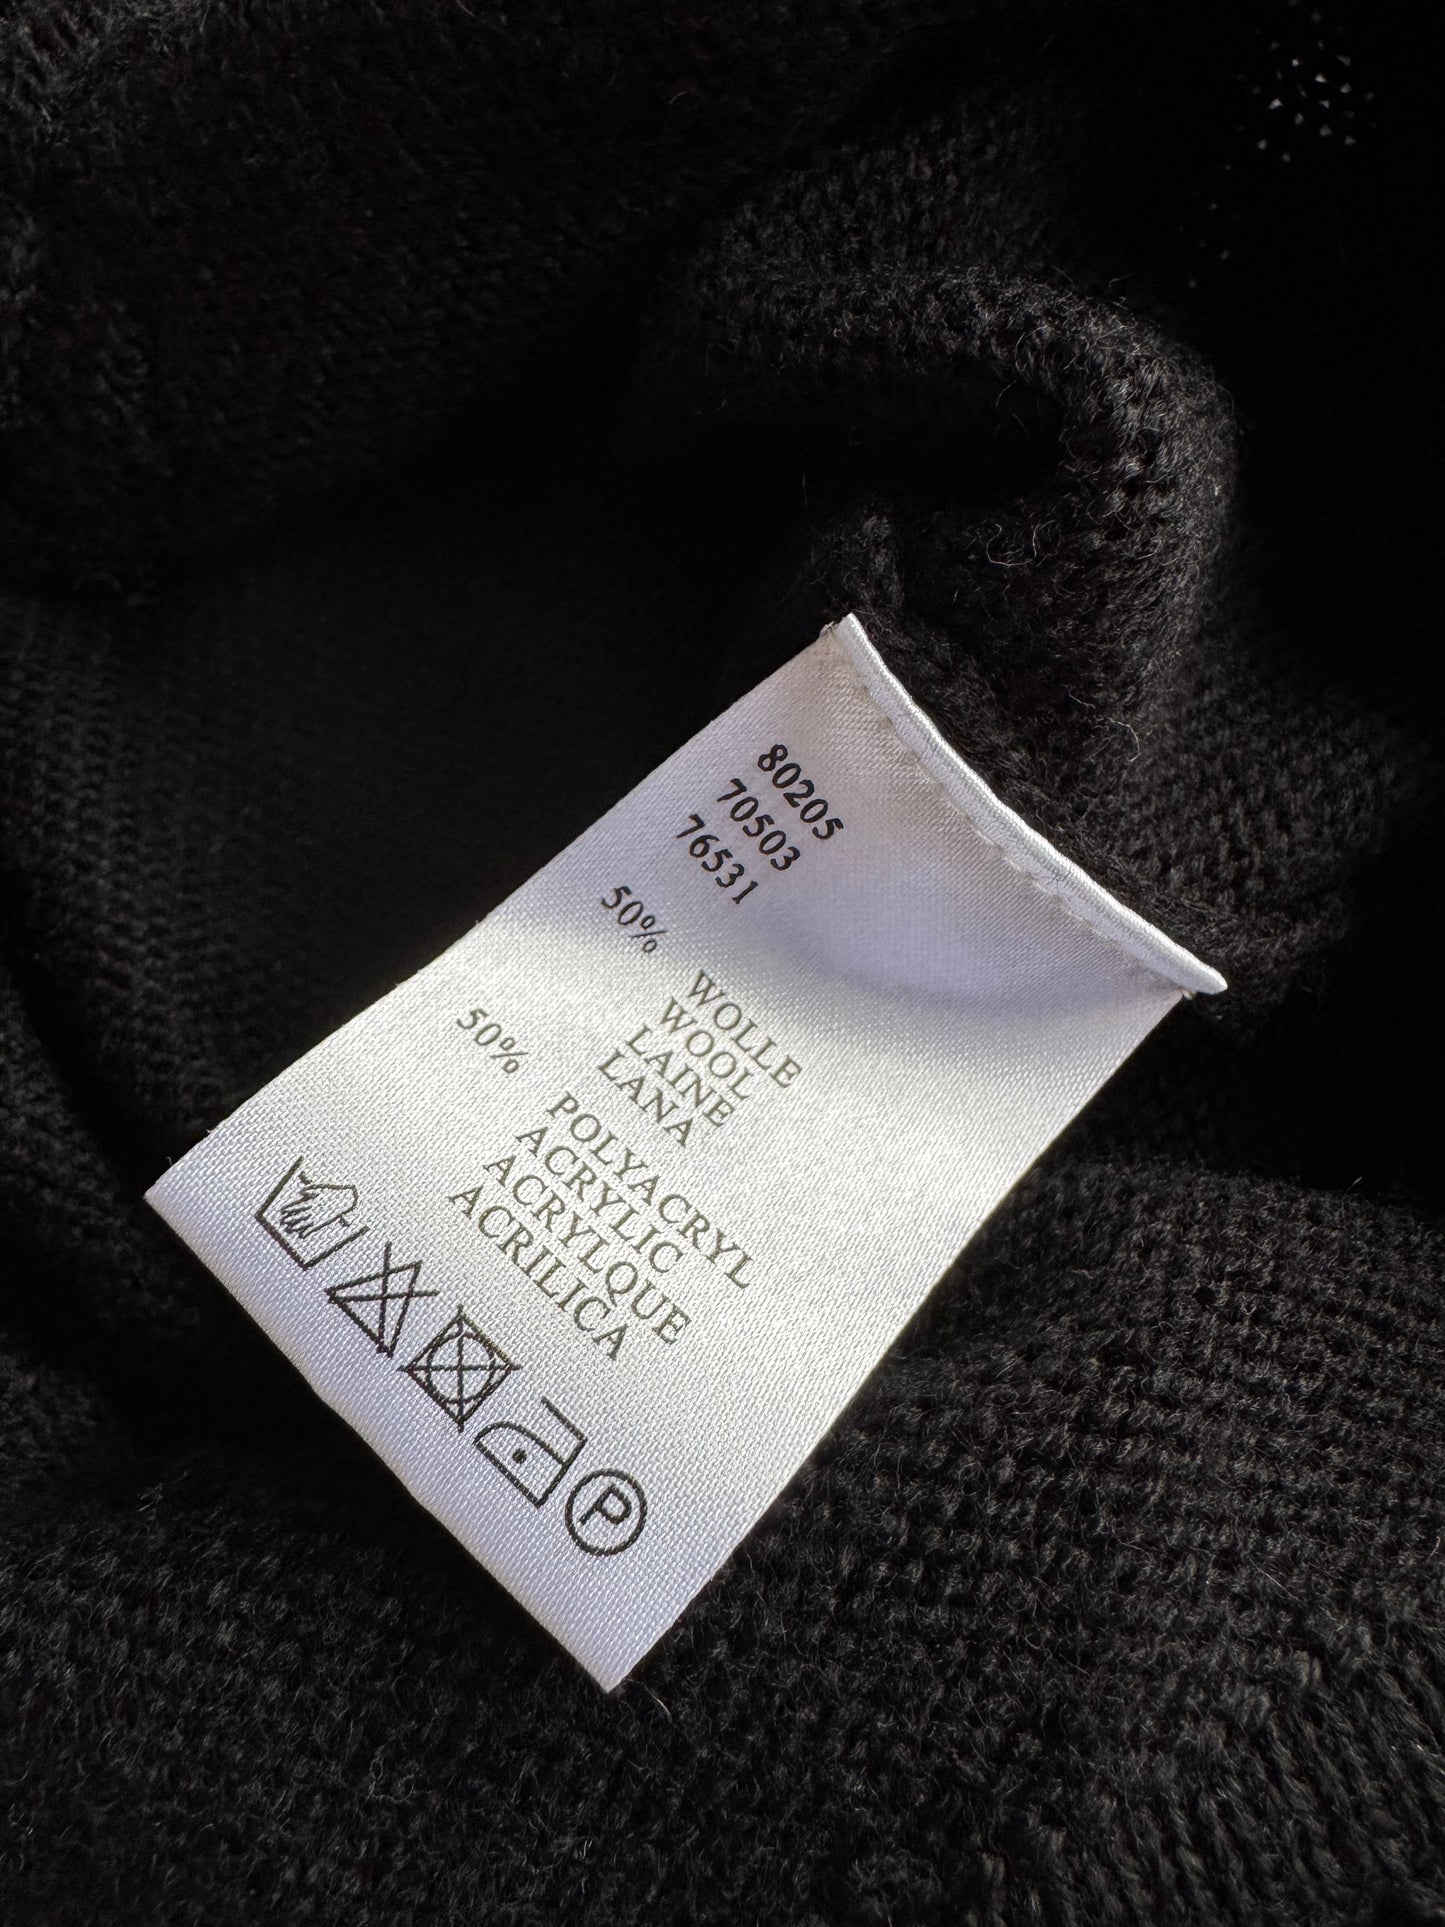 80205
70503
76531
50% WOLLE
WOOL
LAINE
LANA
50% POLYACRYL
ACRYLIC
ACRYLQUE
ACRILICA
P